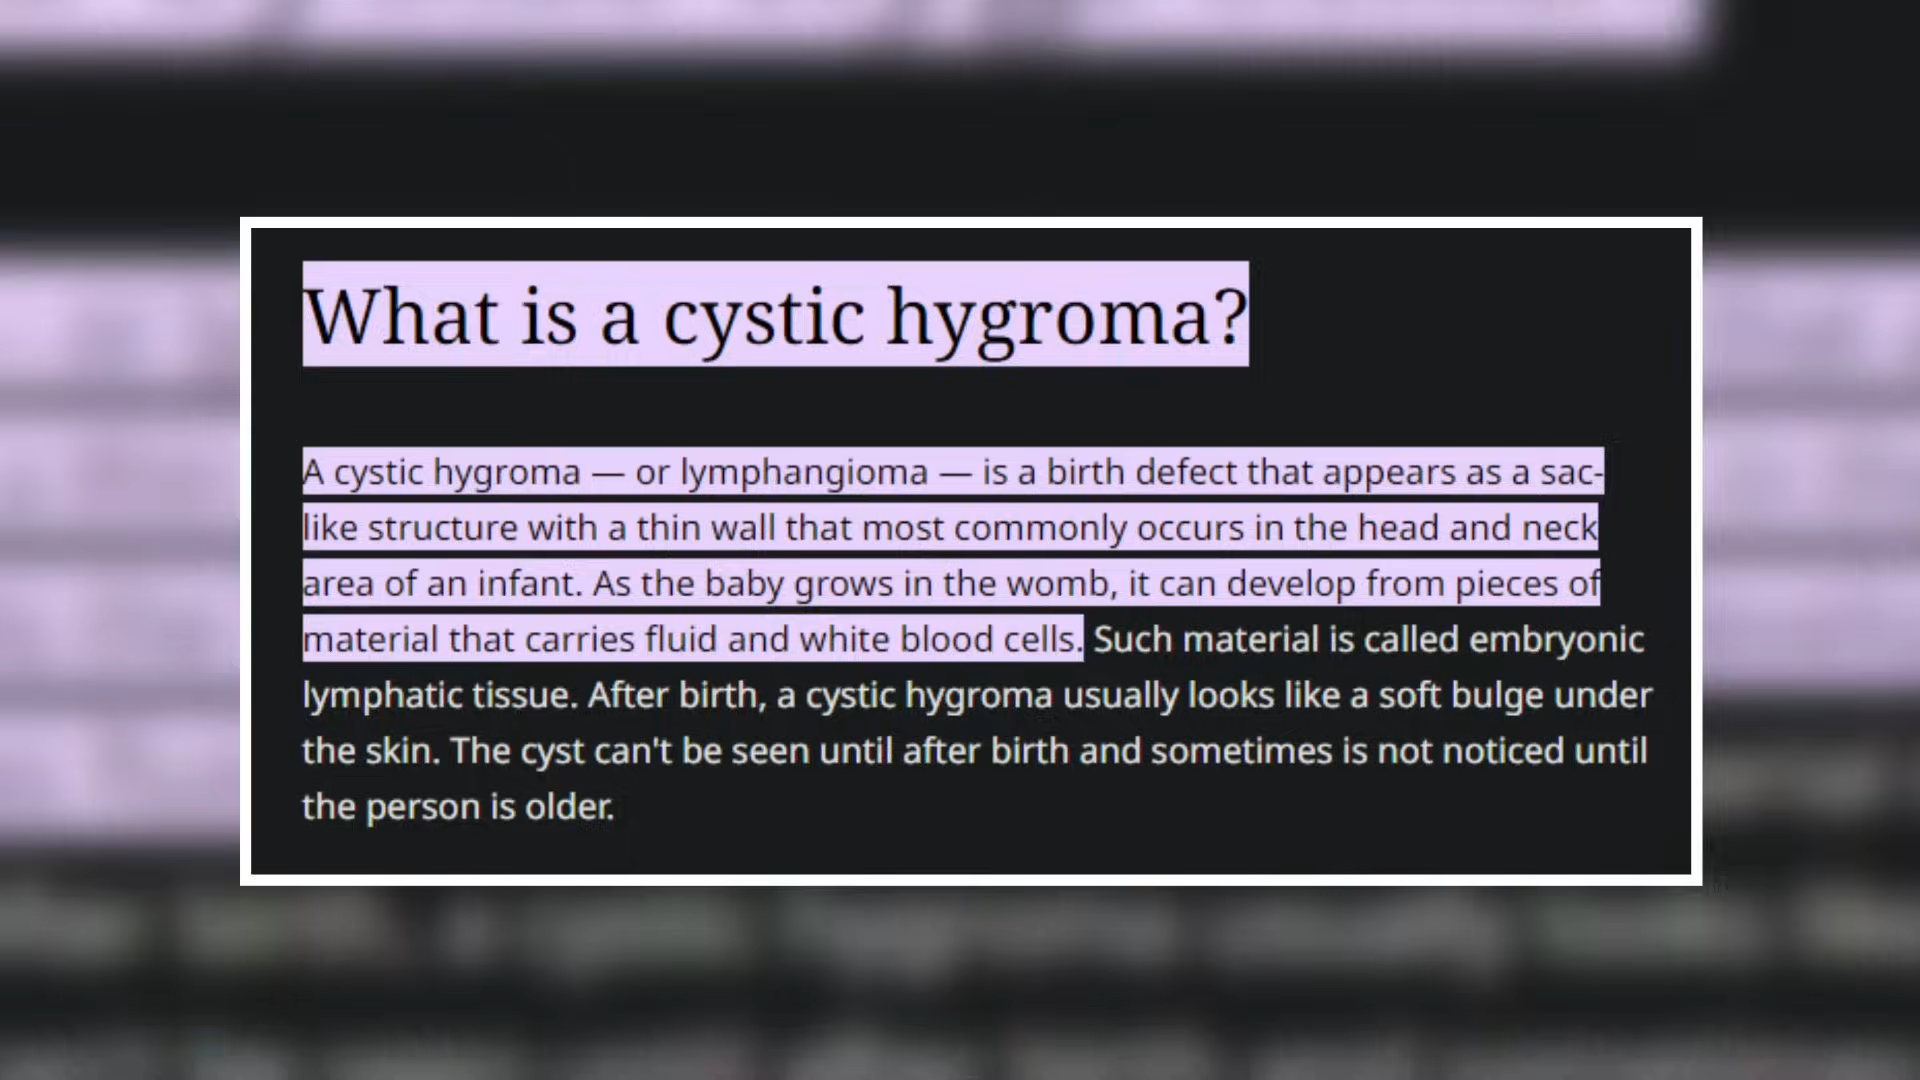 What is a cystic hygroma?
A cystic hygroma — or lymphangioma — is a birth defect that appears as a sac-
like structure with a thin wall that most commonly occurs in the head and neck
area of an infant. As the baby grows in the womb, it can develop from pieces of
material that carries fluid and white blood cells. Such material is called embryonic
lymphatic tissue. After birth, a cystic hygroma usually looks like a soft bulge under
the skin. The cyst can't be seen until after birth and sometimes is not noticed until
the person is older.